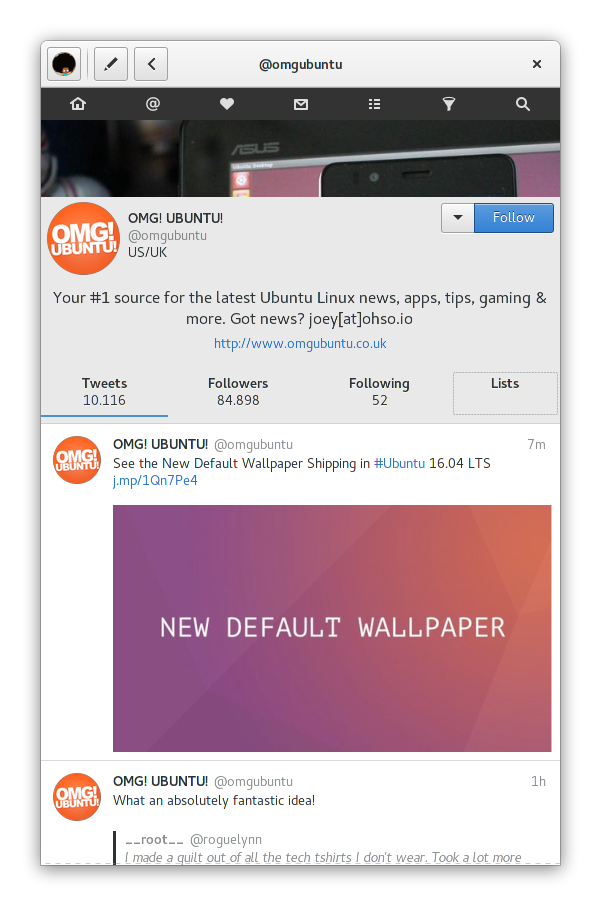 @omgubuntu
ASUS
Ubuntu Desktop
OMG!
UBUNTU!
OMG! UBUNTU!
@omgubuntu
US/UK
Follow
Your #1 source for the latest Ubuntu Linux news, apps, tips, gaming &
more. Got news? joey[at]ohso.io
http://www.omgubuntu.co.uk
Tweets Followers Following Lists
10.116 84.898 52
OMG!
UBUNTU!
OMG! UBUNTU! @omgubuntu 7m
See the New Default Wallpaper Shipping in #Ubuntu 16.04 LTS
j.mp/1Qn7Pe4
NEW DEFAULT WALLPAPER
OMG!
UBUNTU!
OMG! UBUNTU! @omgubuntu 1h
What an absolutely fantastic idea!
__root__ @roguelynn
I made a quilt out of all the tech tshirts I don't wear. Took a lot more